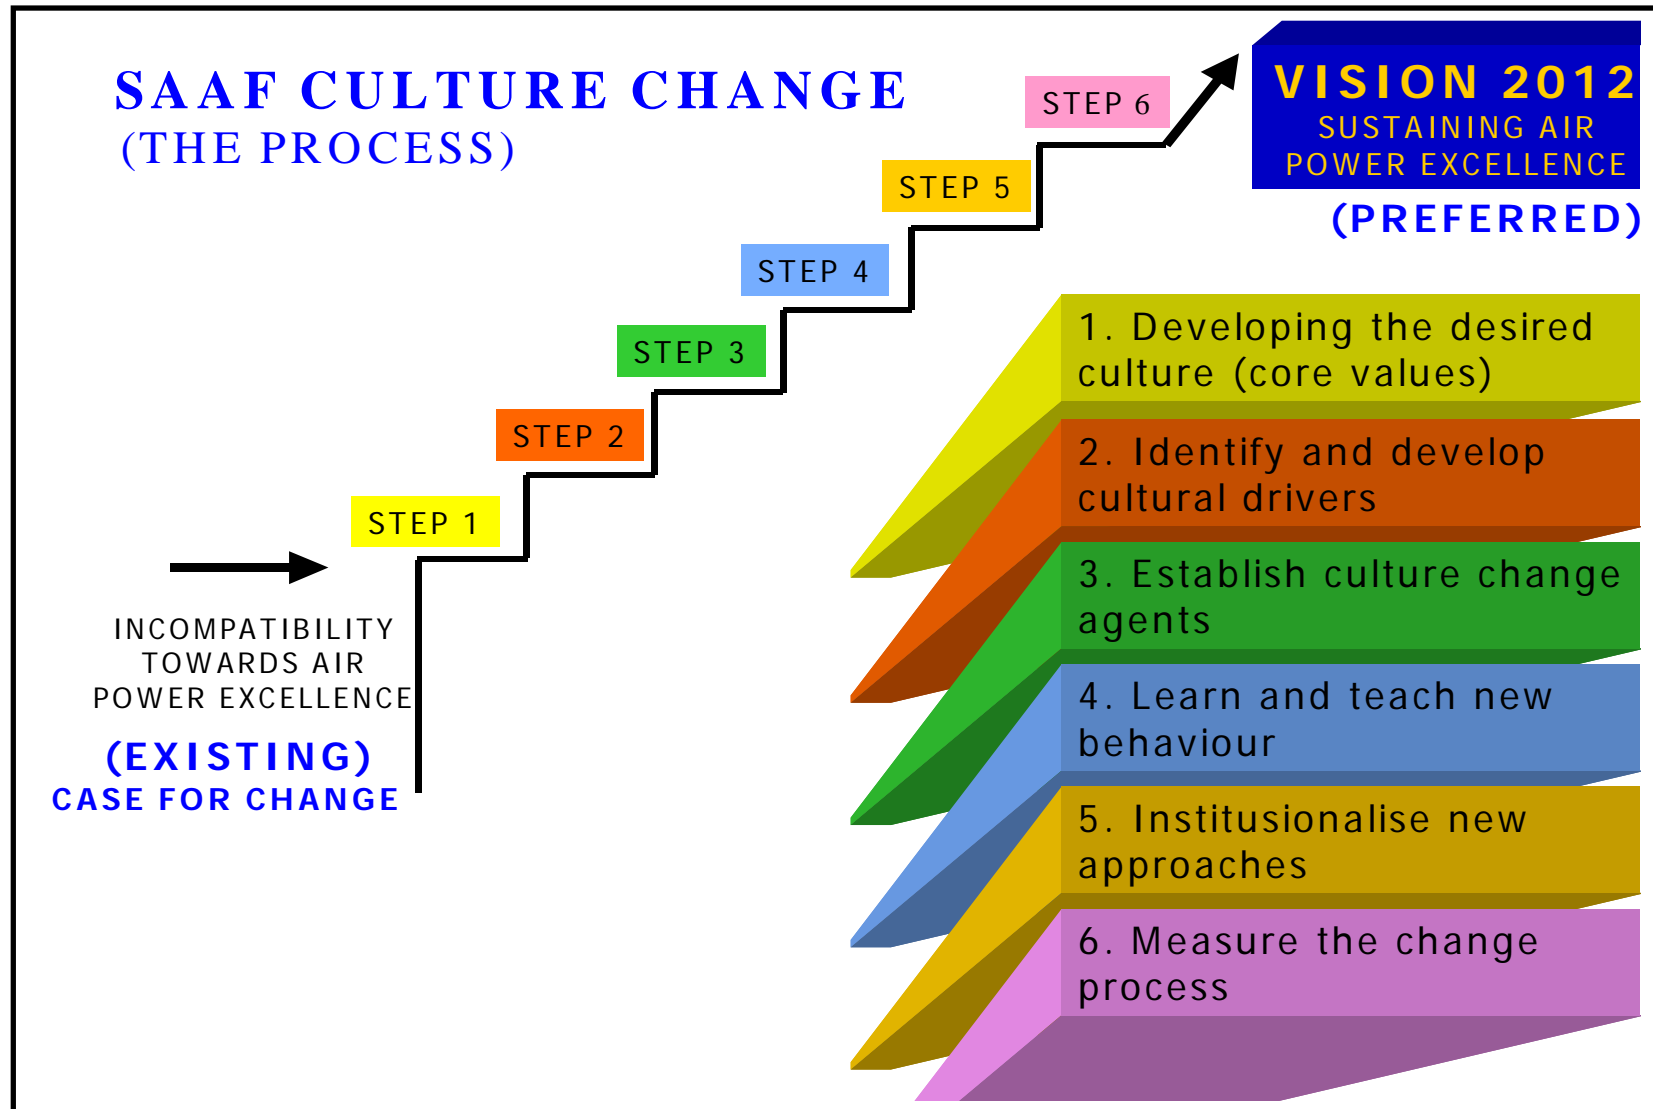 SAAF CULTURE CHANGE
(THE PROCESS)
STEP 6
VISION 2012
SUSTAINING AIR
POWER EXCELLENCE
(PREFERRED)
STEP 5
STEP 4
STEP 3
STEP 2
STEP 1
INCOMPATIBILITY
TOWARDS AIR
POWER EXCELLENCE
(EXISTING)
CASE FOR CHANGE
1. Developing the desired
culture (core values)
2. Identify and develop
cultural drivers
3. Establish culture change
agents
4. Learn and teach new
behaviour
5. Institusionalise new
approaches
6. Measure the change
process